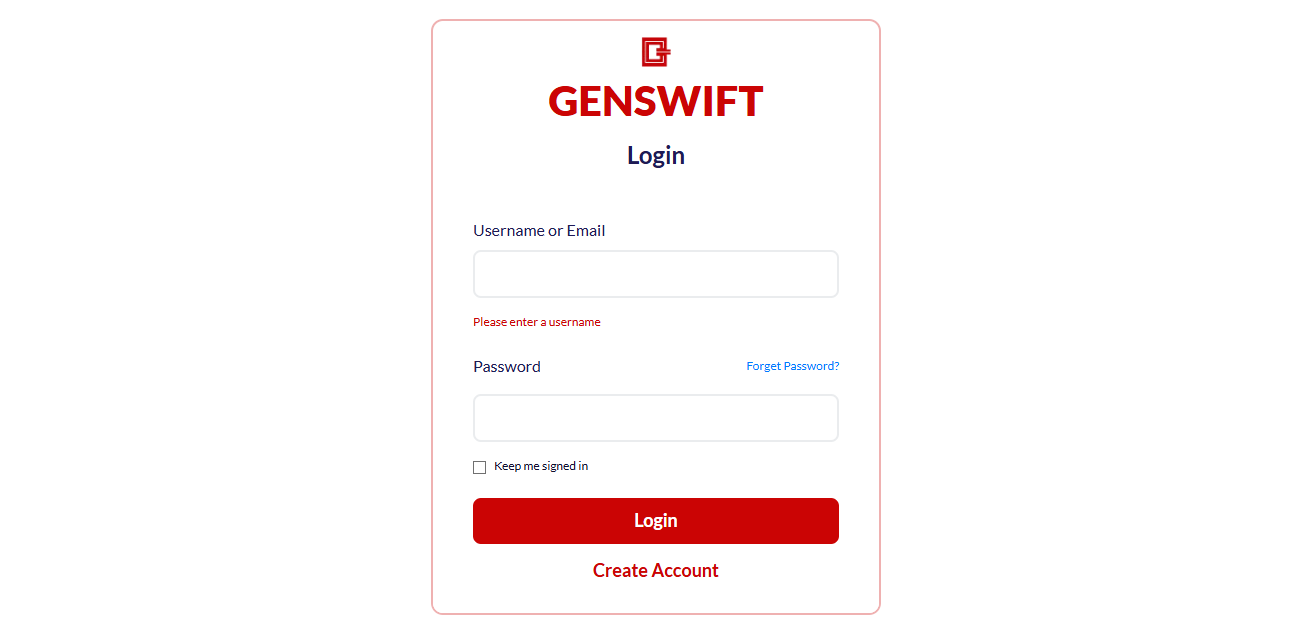 GENSWIFT
Login
Username or Email
Please enter a username
Password
Forget Password?
Keep me signed in
Login
Create Account